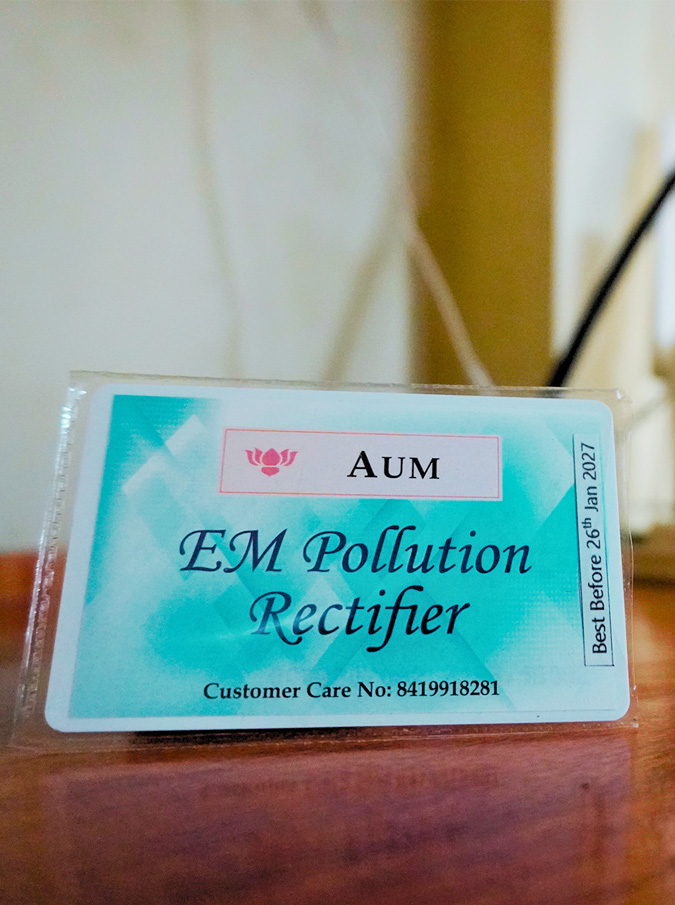 AUM
EM Pollution
Rectifier
Customer Care No: 8419918281
Best Before 26th Jan 2027